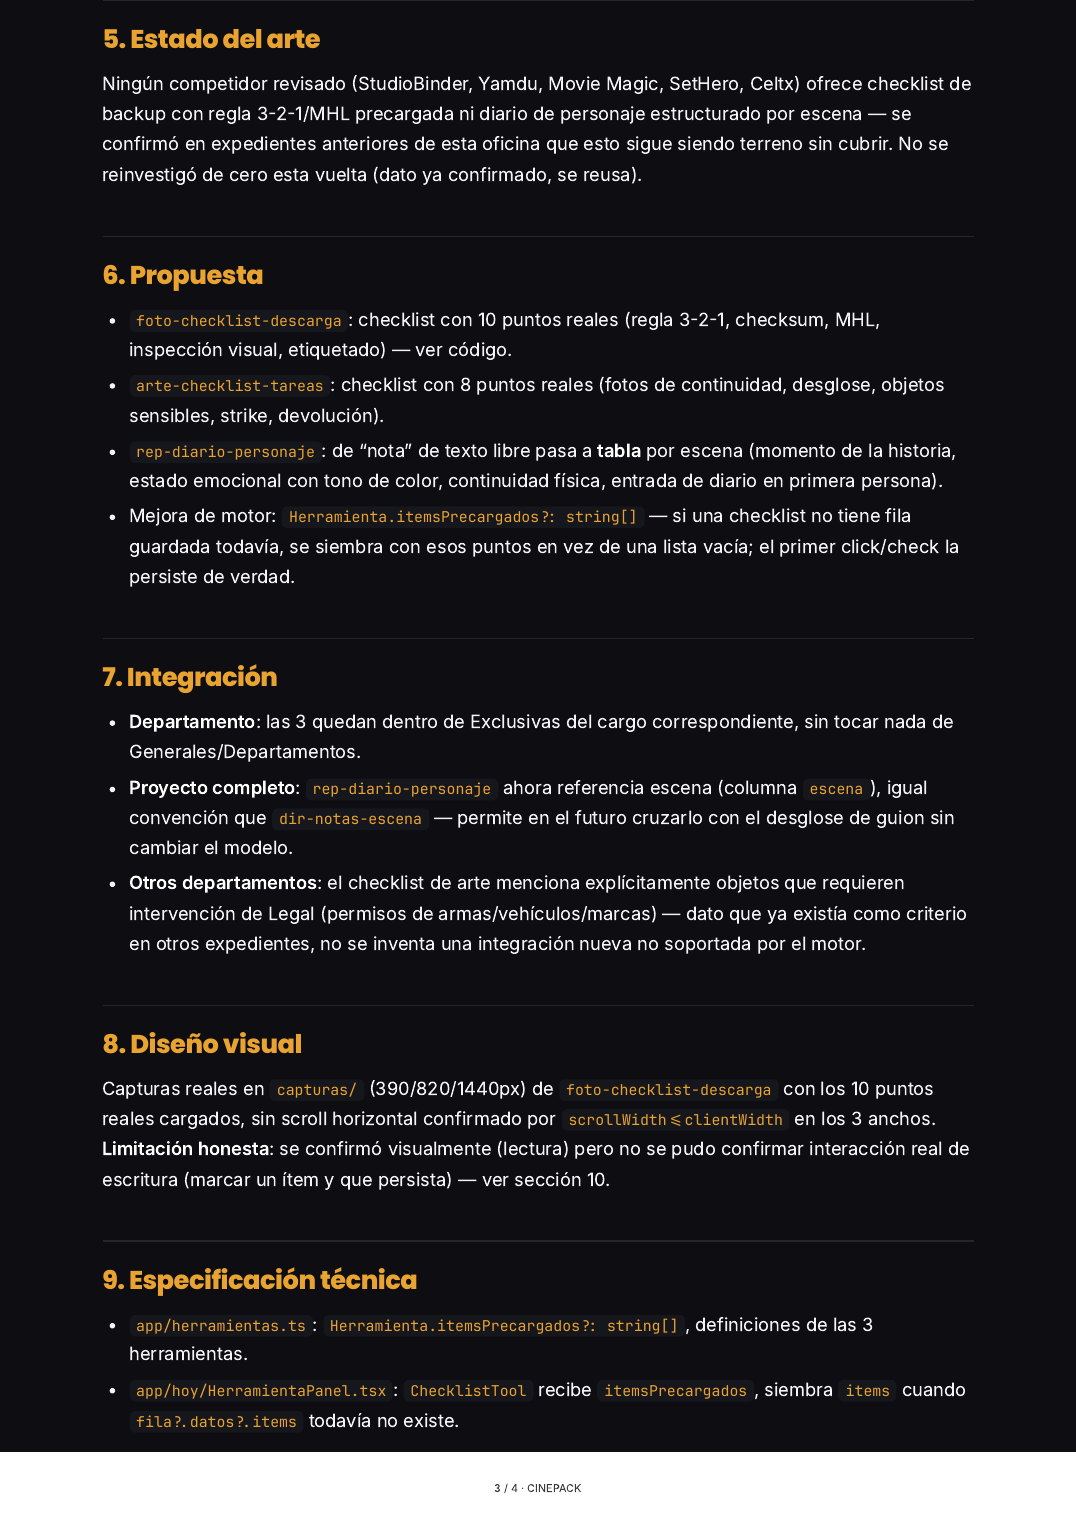 5. Estado del arte
Ningún competidor revisado (StudioBinder, Yamdu, Movie Magic, SetHero, Celtx) ofrece checklist de
backup con regla 3-2-1/MHL precargada ni diario de personaje estructurado por escena — se
confirmó en expedientes anteriores de esta oficina que esto sigue siendo terreno sin cubrir. No se
reinvestigó de cero esta vuelta (dato ya confirmado, se reusa).
6. Propuesta
• foto-checklist-descarga: checklist con 10 puntos reales (regla 3-2-1, checksum, MHL,
inspección visual, etiquetado) — ver código.
• arte-checklist-tareas: checklist con 8 puntos reales (fotos de continuidad, desglose, objetos
sensibles, strike, devolución).
• rep-diario-personaje: de “nota” de texto libre pasa a tabla por escena (momento de la historia,
estado emocional con tono de color, continuidad física, entrada de diario en primera persona).
• Mejora de motor: Herramienta.itemsPrecargados?: string[] — si una checklist no tiene fila
guardada todavía, se siembra con esos puntos en vez de una lista vacía; el primer click/check la
persiste de verdad.
7. Integración
• Departamento: las 3 quedan dentro de Exclusivas del cargo correspondiente, sin tocar nada de
Generales/Departamentos.
• Proyecto completo: rep-diario-personaje ahora referencia escena (columna escena), igual
convención que dir-notas-escena — permite en el futuro cruzarlo con el desglose de guion sin
cambiar el modelo.
• Otros departamentos: el checklist de arte menciona explícitamente objetos que requieren
intervención de Legal (permisos de armas/vehículos/marcas) — dato que ya existía como criterio
en otros expedientes, no se inventa una integración nueva no soportada por el motor.
8. Diseño visual
Capturas reales en capturas/ (390/820/1440px) de foto-checklist-descarga con los 10 puntos
reales cargados, sin scroll horizontal confirmado por scrollWidth<=clientWidth en los 3 anchos.
Limitación honesta: se confirmó visualmente (lectura) pero no se pudo confirmar interacción real de
escritura (marcar un ítem y que persista) — ver sección 10.
9. Especificación técnica
• app/herramientas.ts: Herramienta.itemsPrecargados?: string[], definiciones de las 3
herramientas.
• app/hoy/HerramientaPanel.tsx: ChecklistTool recibe itemsPrecargados, siembra items cuando
fila?.datos?.items todavía no existe.
3 / 4 · CINEPACK